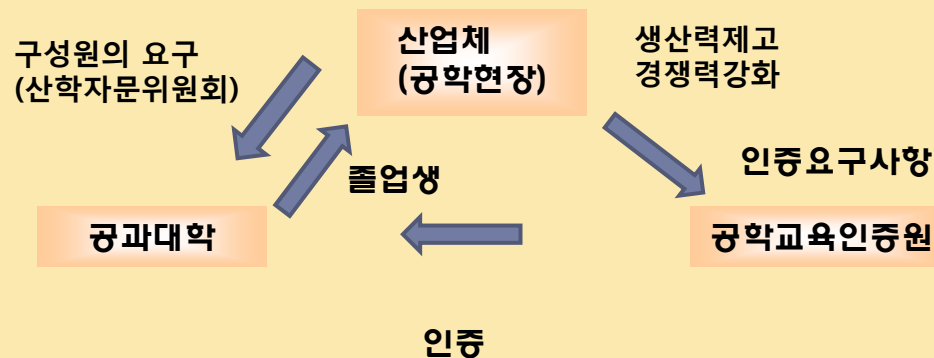 구성원의 요구
(산학자문위원회)
산업체
(공학현장)
생산력제고
경쟁력강화
인증요구사항
졸업생
공과대학
공학교육인증원
인증